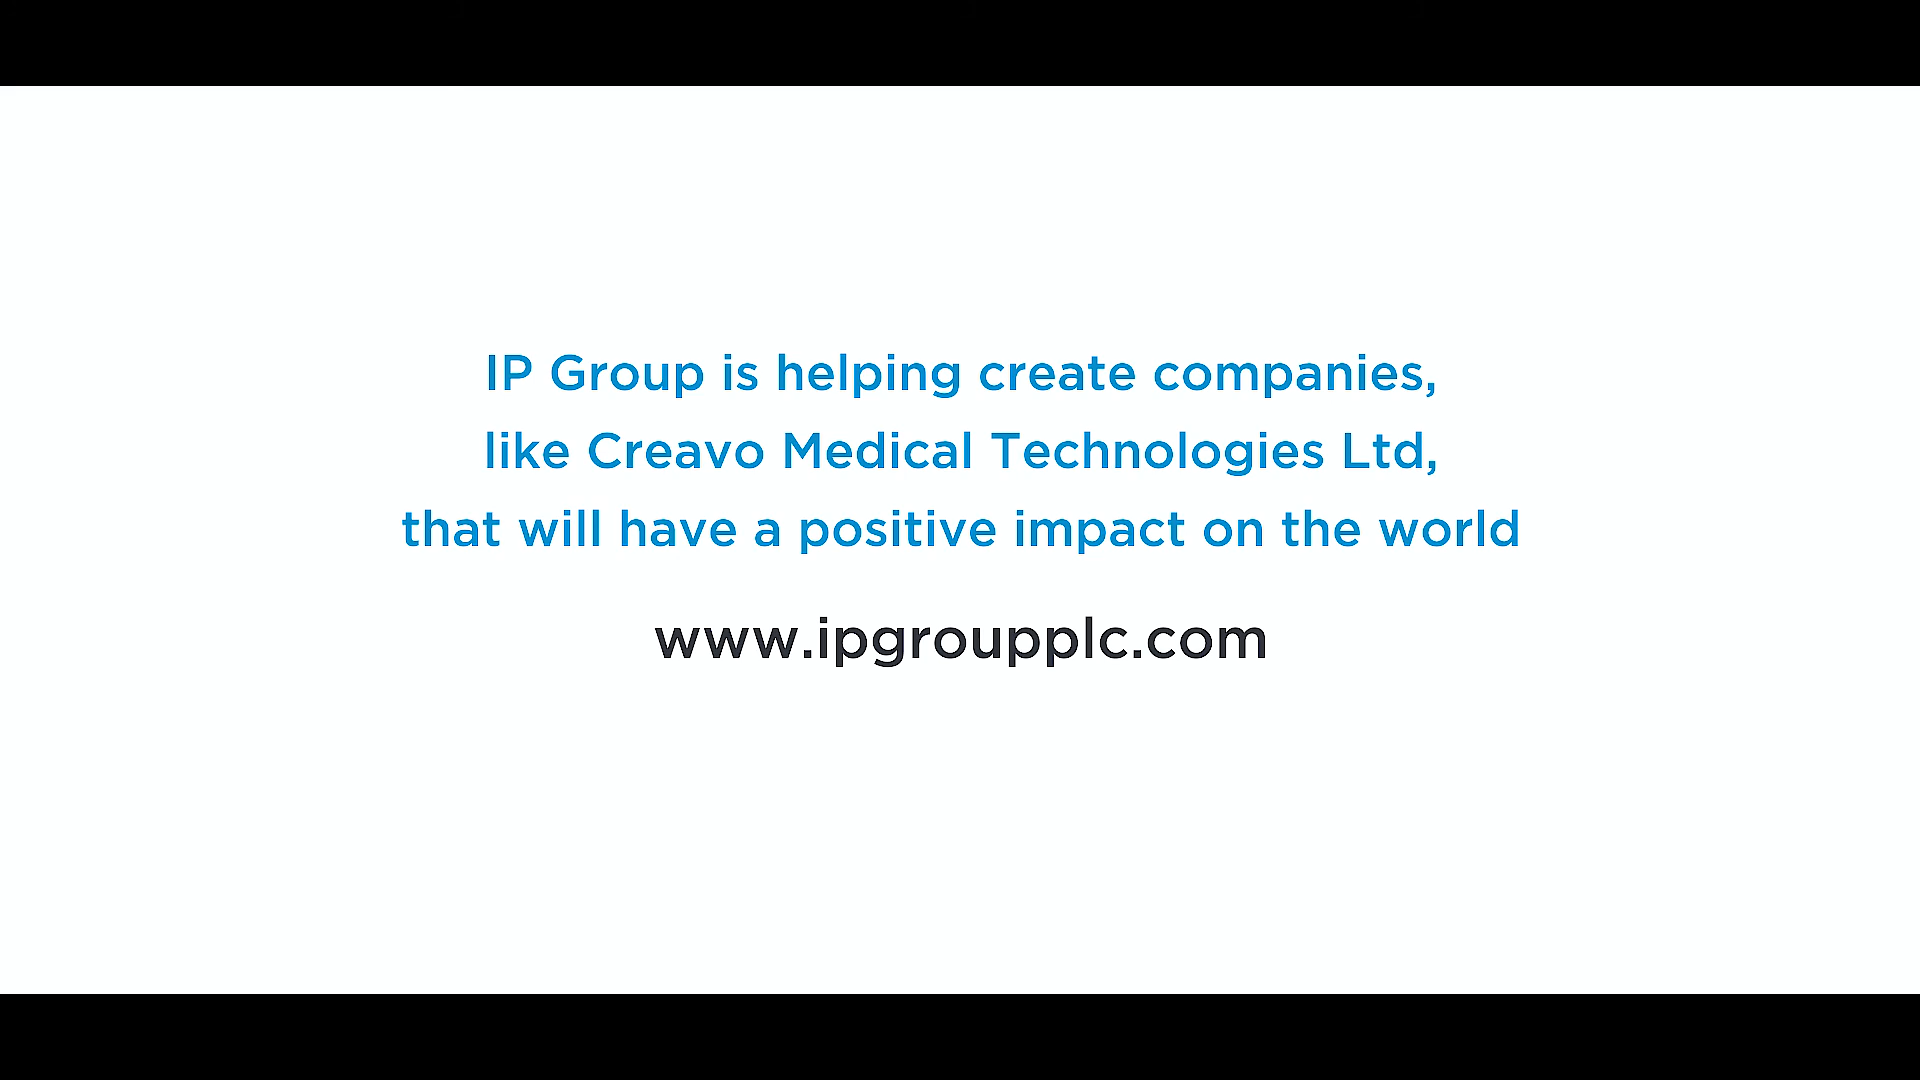 IP Group is helping create companies,
like Creavo Medical Technologies Ltd,
that will have a positive impact on the world
www.ipgroupplc.com